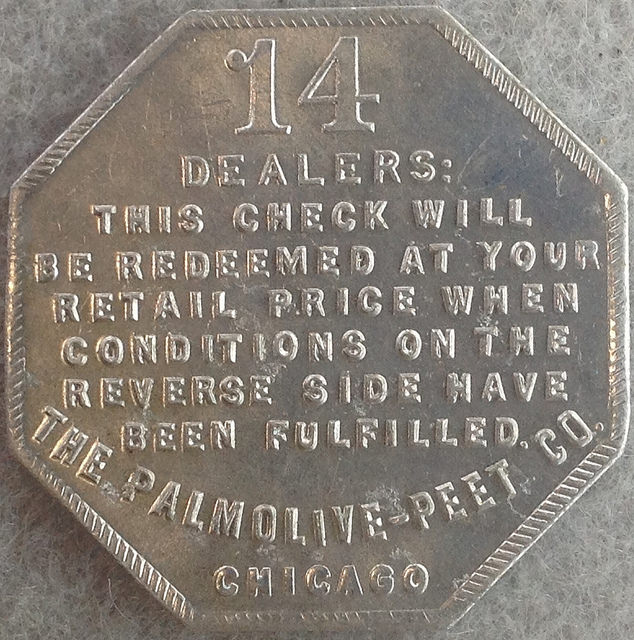 14
DEALERS:
THIS CHECK WILL
BE REDEEMED AT YOUR
RETAIL PRICE WHEN
CONDITIONS ON THE
REVERSE SIDE HAVE
BEEN FULFILLED.
THE PALMOLIVE-PEET CO.
CHICAGO